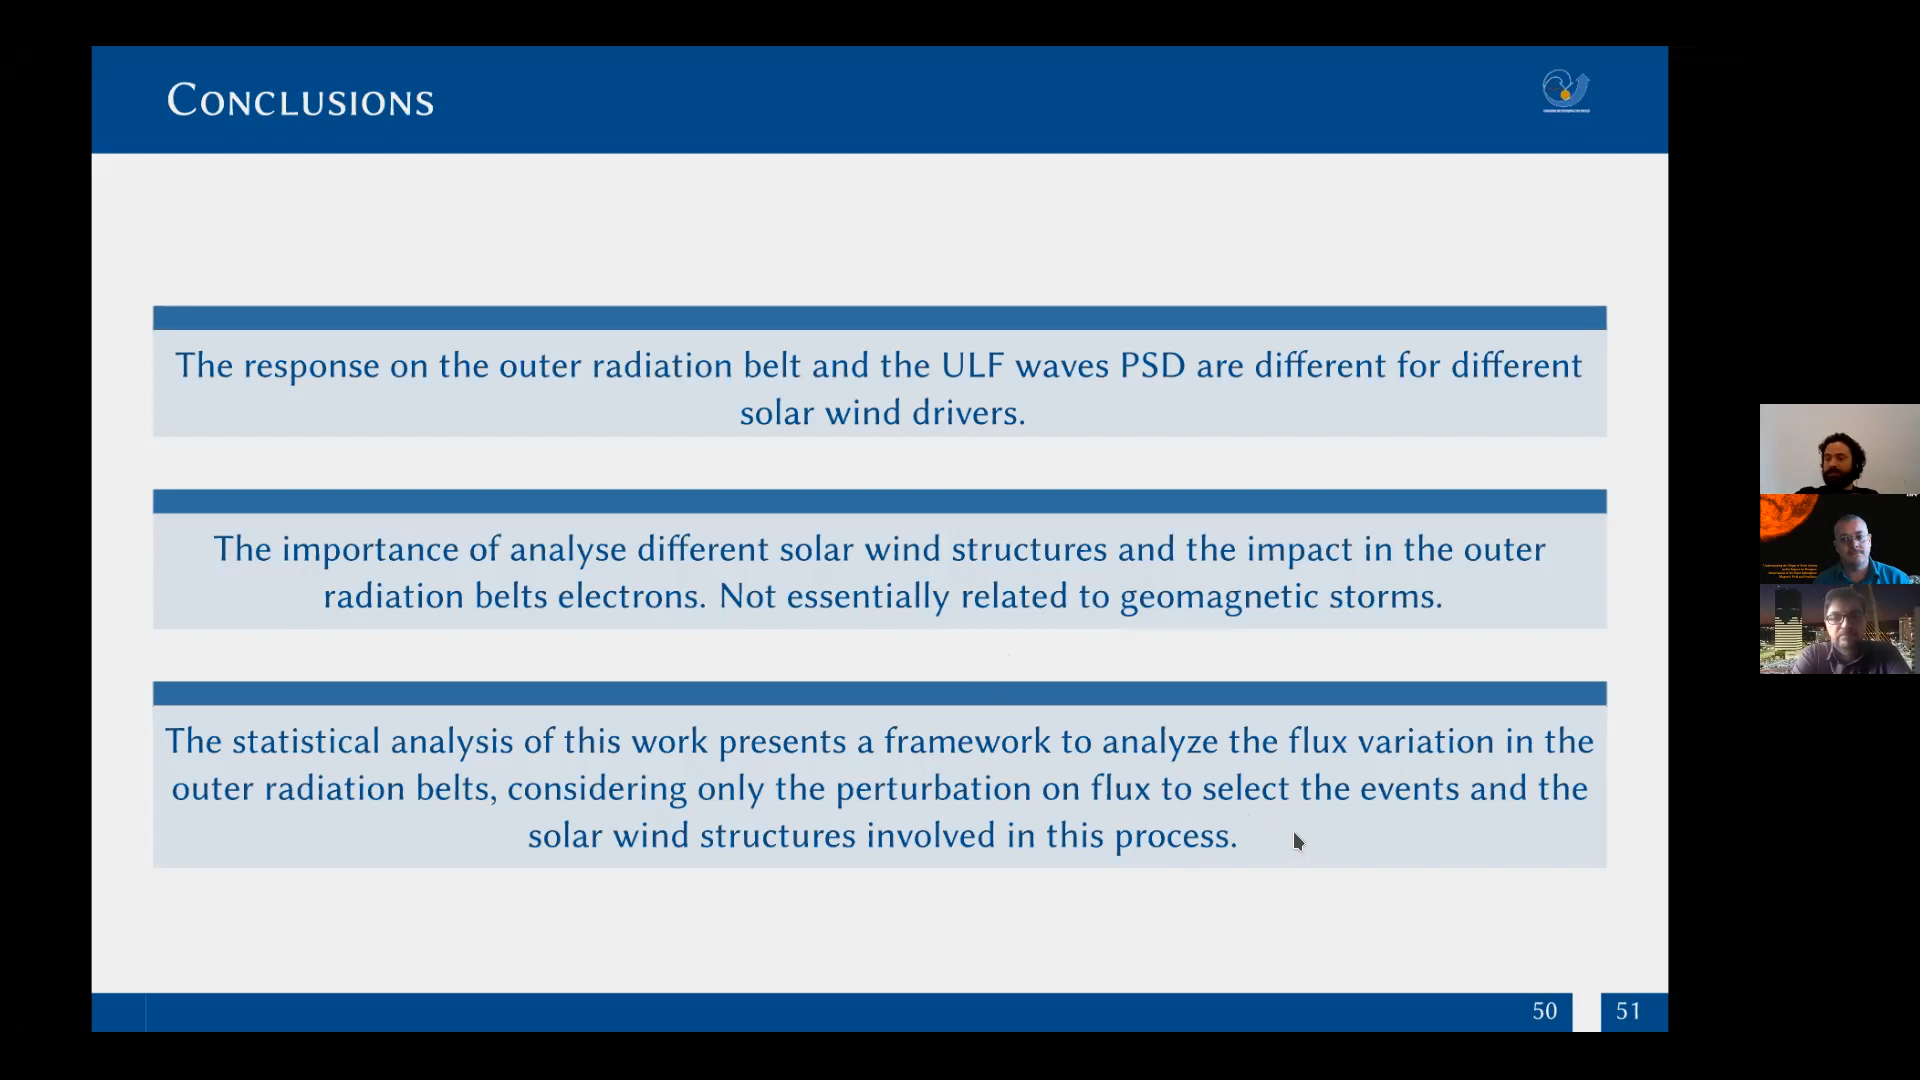 Conclusions
The response on the outer radiation belt and the ULF waves PSD are different for different
solar wind drivers.
The importance of analyse different solar wind structures and the impact in the outer
radiation belts electrons. Not essentially related to geomagnetic storms.
The statistical analysis of this work presents a framework to analyze the flux variation in the
outer radiation belts, considering only the perturbation on flux to select the events and the
solar wind structures involved in this process.
50
51